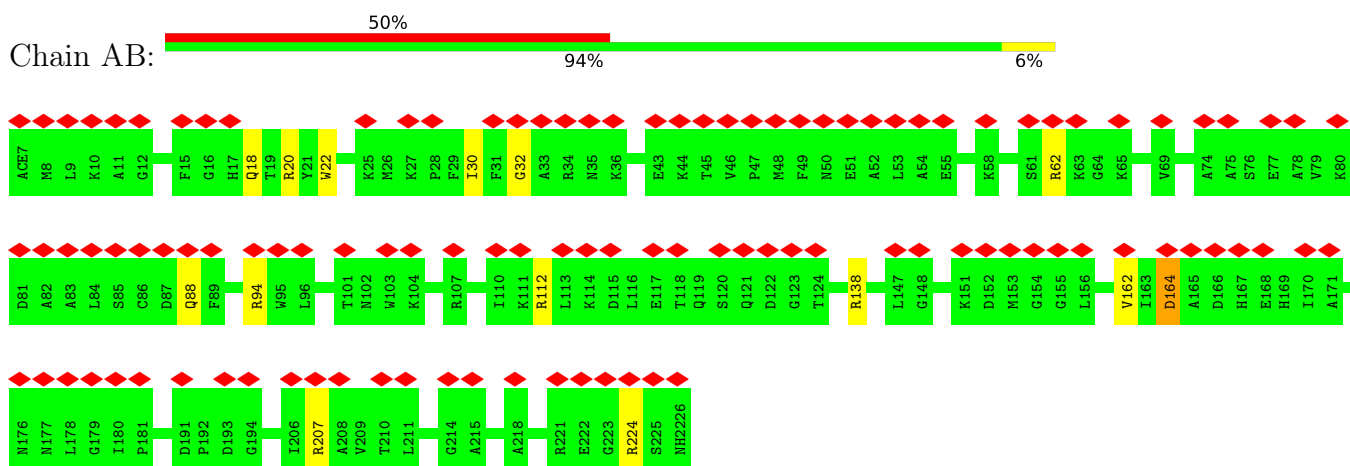 50%
Chain AB:
94% 6%
ACE7 M8 L9 K10 A11 G12 F15 G16 H17 Q18 T19 R20 Y21 W22 K25 M26 K27 P28 F29 I30 F31 G32 A33 R34 N35 K36 E43 K44 T45 V46 P47 M48 F49 N50 E51 A52 L53 A54 E55 K58 S61 R62 K63 G64 K65 V69 A74 A75 S76 E77 A78 V79 K80
D81 A82 A83 L84 S85 C86 D87 Q88 F89 R94 W95 L96 T101 N102 W103 K104 R107 I110 K111 R112 L113 K114 D115 L116 E117 T118 Q119 S120 Q121 D122 G123 T124 R138 L147 G148 K151 D152 M153 G154 G155 L156 V162 I163 D164 A165 D166 H167 E168 H169 I170 A171
N176 N177 L178 G179 I180 P181 D191 P192 D193 G194 I206 R207 A208 V209 T210 L211 G214 A215 A218 R221 E222 G223 R224 S225 NH2226